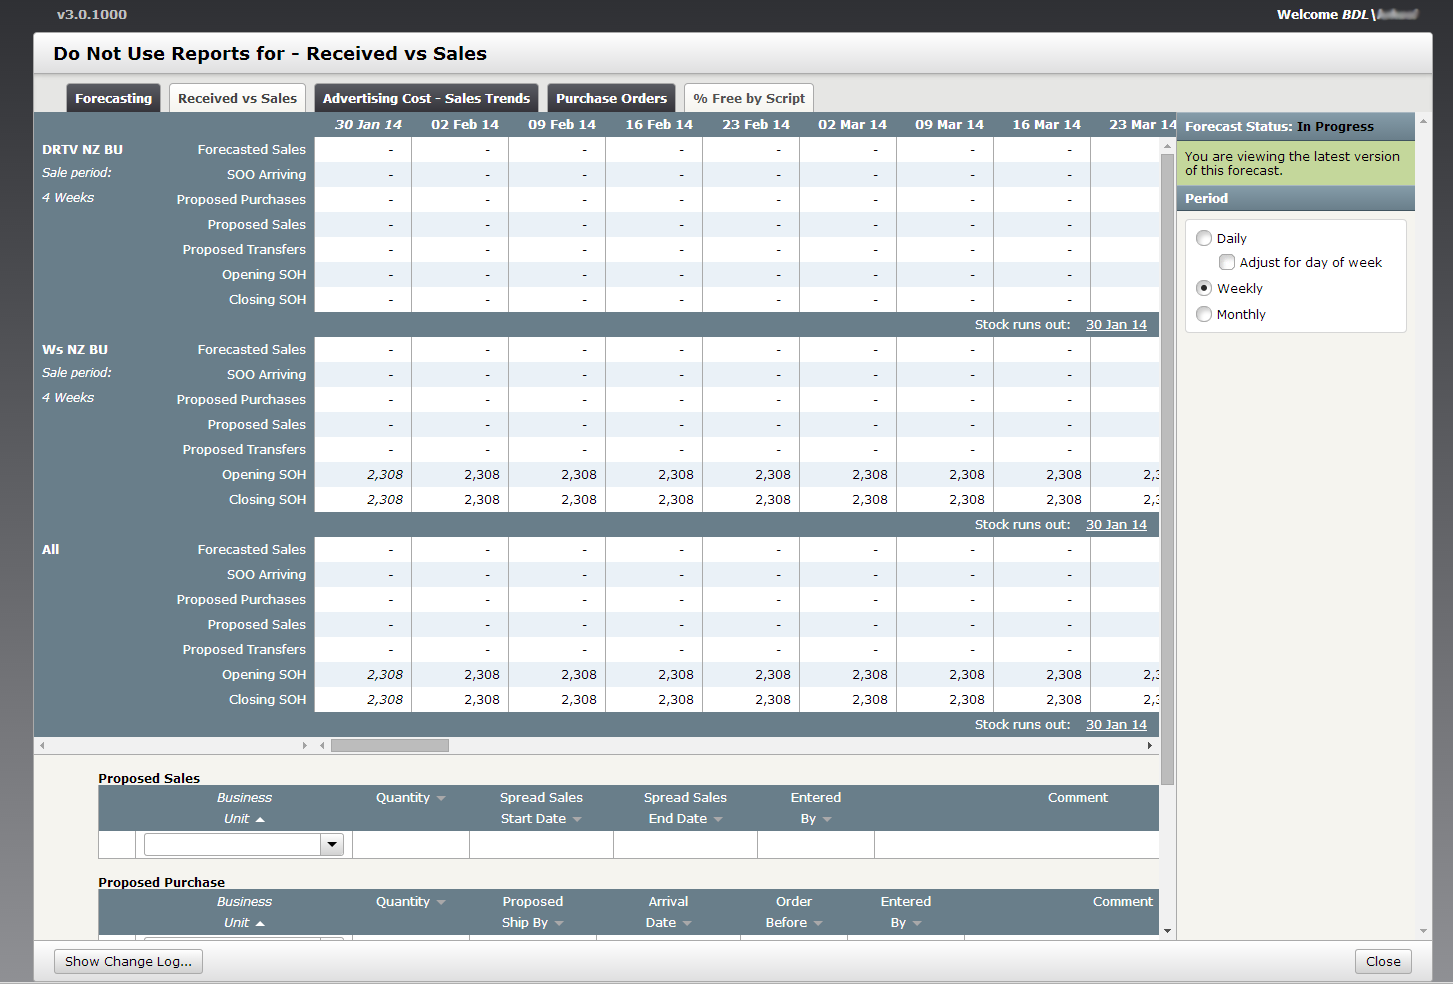 v3.0.1000
Welcome BDL\
Do Not Use Reports for - Received vs Sales
Forecasting Received vs Sales Advertising Cost - Sales Trends Purchase Orders % Free by Script
30 Jan 14 02 Feb 14 09 Feb 14 16 Feb 14 23 Feb 14 02 Mar 14 09 Mar 14 16 Mar 14 23 Mar 14
DRTV NZ BU Forecasted Sales - - - - - - - -
Sale period: SOO Arriving - - - - - - - -
4 Weeks Proposed Purchases - - - - - - - -
Proposed Sales - - - - - - - -
Proposed Transfers - - - - - - - -
Opening SOH - - - - - - - -
Closing SOH - - - - - - - -
Stock runs out: 30 Jan 14
Ws NZ BU Forecasted Sales - - - - - - - -
Sale period: SOO Arriving - - - - - - - -
4 Weeks Proposed Purchases - - - - - - - -
Proposed Sales - - - - - - - -
Proposed Transfers - - - - - - - -
Opening SOH 2,308 2,308 2,308 2,308 2,308 2,308 2,308 2,308
Closing SOH 2,308 2,308 2,308 2,308 2,308 2,308 2,308 2,308
Stock runs out: 30 Jan 14
All Forecasted Sales - - - - - - - -
SOO Arriving - - - - - - - -
Proposed Purchases - - - - - - - -
Proposed Sales - - - - - - - -
Proposed Transfers - - - - - - - -
Opening SOH 2,308 2,308 2,308 2,308 2,308 2,308 2,308 2,308
Closing SOH 2,308 2,308 2,308 2,308 2,308 2,308 2,308 2,308
Stock runs out: 30 Jan 14
Forecast Status: In Progress
You are viewing the latest version
of this forecast.
Period
Daily
Adjust for day of week
Weekly
Monthly
Proposed Sales
Business Quantity Spread Sales Spread Sales Entered Comment
Unit Start Date End Date By
Proposed Purchase
Business Quantity Proposed Arrival Order Entered Comment
Unit Ship By Date Before By
Show Change Log...
Close